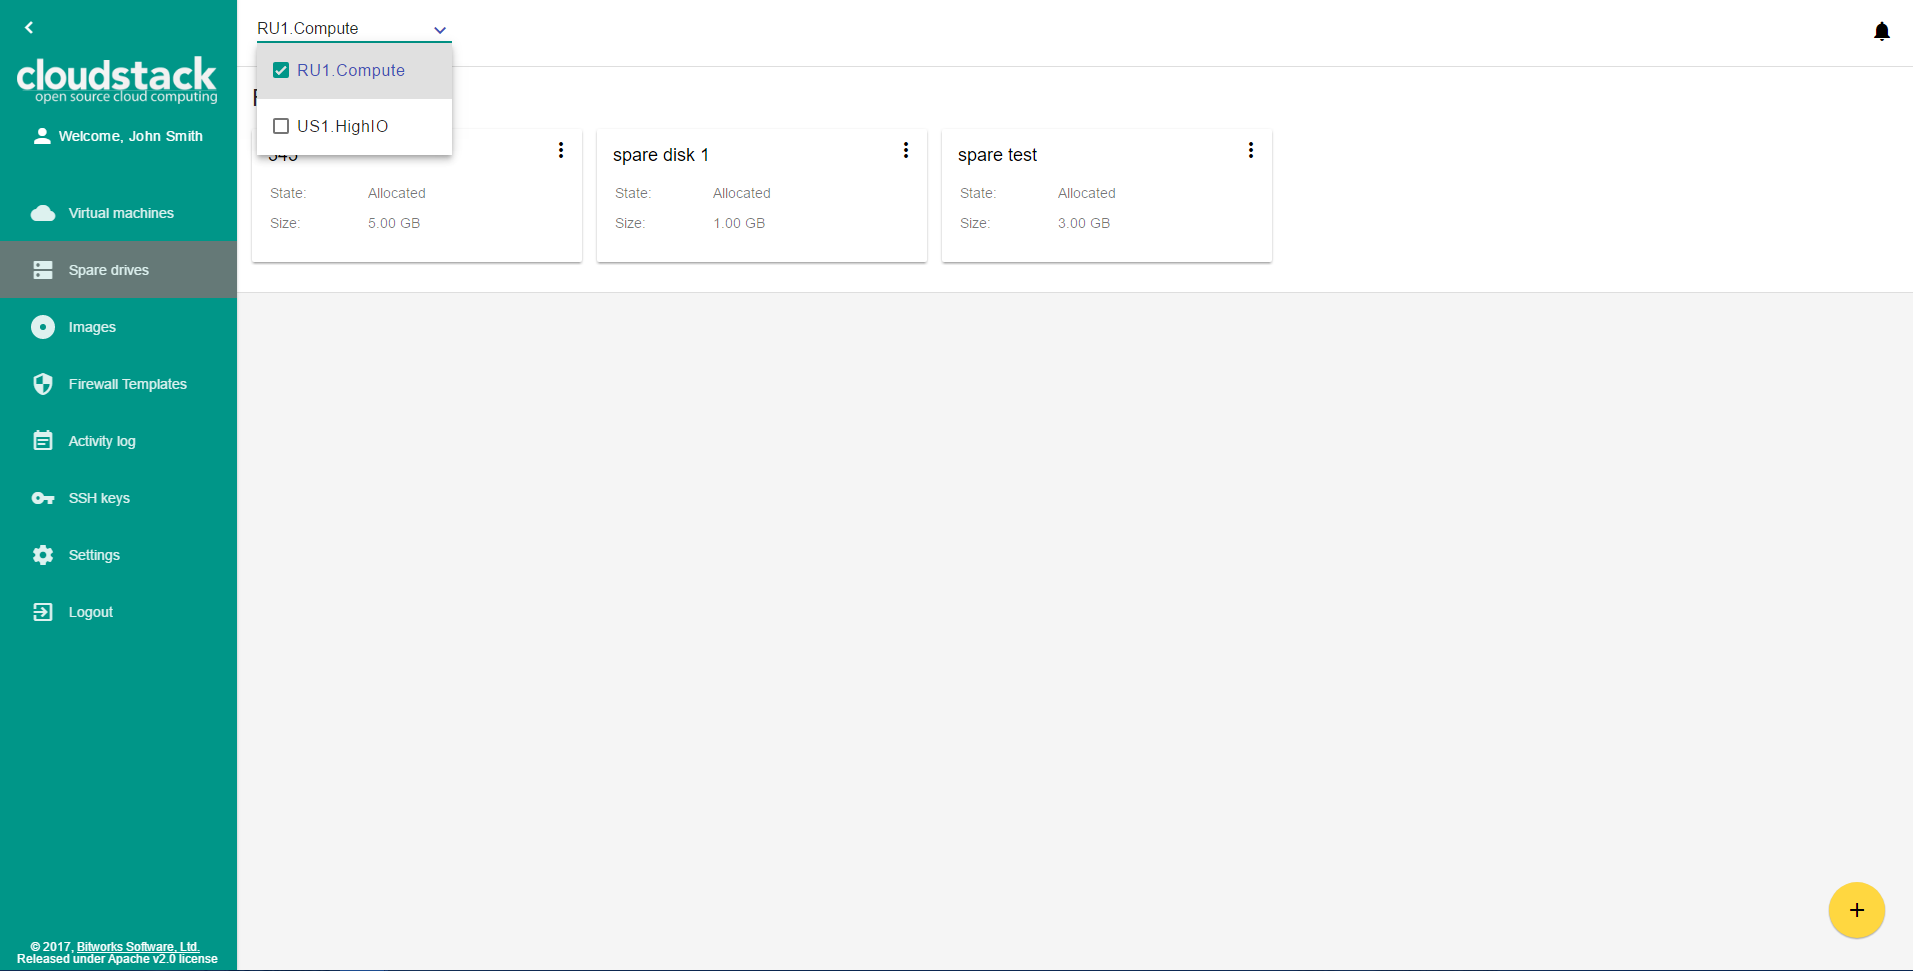 cloudstack
open source cloud computing
Welcome, John Smith
Virtual machines
Spare drives
Images
Firewall Templates
Activity log
SSH keys
Settings
Logout
© 2017, Bitworks Software, Ltd.
Released under Apache v2.0 license
RU1.Compute
RU1.Compute
US1.HighIO
State: Allocated
Size: 5.00 GB
spare disk 1
State: Allocated
Size: 1.00 GB
spare test
State: Allocated
Size: 3.00 GB